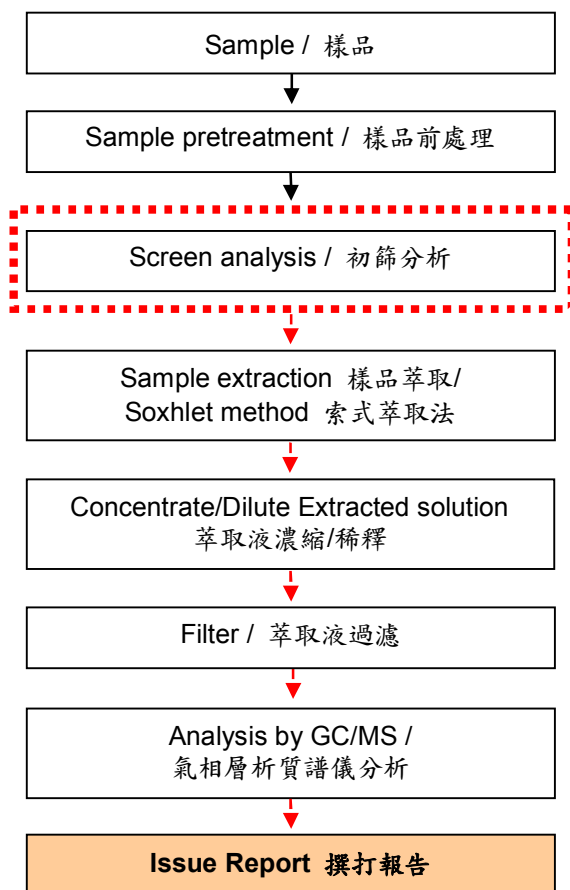 Sample / 樣品
Sample pretreatment / 樣品前處理
Screen analysis / 初篩分析
Sample extraction 樣品萃取/
Soxhlet method 索式萃取法
Concentrate/Dilute Extracted solution
萃取液濃縮/稀釋
Filter / 萃取液過濾
Analysis by GC/MS /
氣相層析質譜儀分析
Issue Report 撰打報告